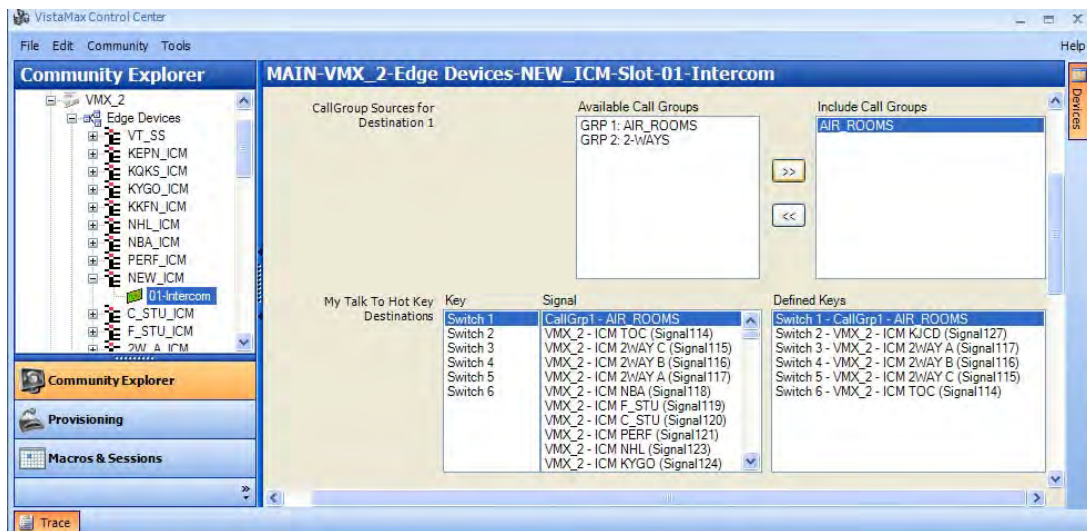 VistaMax Control Center
File Edit Community Tools Help
Community Explorer
VMX_2
Edge Devices
VT_SS
KEPN_ICM
KQKS_ICM
KYGO_ICM
KKFN_ICM
NHL_ICM
NBA_ICM
PERF_ICM
NEW_ICM
01-Intercom
C_STU_ICM
F_STU_ICM
2W_A_ICM
Community Explorer
Provisioning
Macros & Sessions
Trace
MAIN-VMX_2-Edge Devices-NEW_ICM-Slot-01-Intercom
CallGroup Sources for
Destination 1
Available Call Groups
GRP 1: AIR_ROOMS
GRP 2: 2-WAYS
>>
<<
Include Call Groups
AIR_ROOMS
My Talk To Hot Key
Destinations
Key
Switch 1
Switch 2
Switch 3
Switch 4
Switch 5
Switch 6
Signal
CallGrp1 - AIR_ROOMS
VMX_2 - ICM TOC (Signal114)
VMX_2 - ICM 2WAY C (Signal115)
VMX_2 - ICM 2WAY B (Signal116)
VMX_2 - ICM 2WAY A (Signal117)
VMX_2 - ICM NBA (Signal118)
VMX_2 - ICM F_STU (Signal119)
VMX_2 - ICM C_STU (Signal120)
VMX_2 - ICM PERF (Signal121)
VMX_2 - ICM NHL (Signal123)
VMX_2 - ICM KYGO (Signal124)
Defined Keys
Switch 1 - CallGrp1 - AIR_ROOMS
Switch 2 - VMX_2 - ICM KJCD (Signal127)
Switch 3 - VMX_2 - ICM 2WAY A (Signal117)
Switch 4 - VMX_2 - ICM 2WAY B (Signal116)
Switch 5 - VMX_2 - ICM 2WAY C (Signal115)
Switch 6 - VMX_2 - ICM TOC (Signal114)
Devices